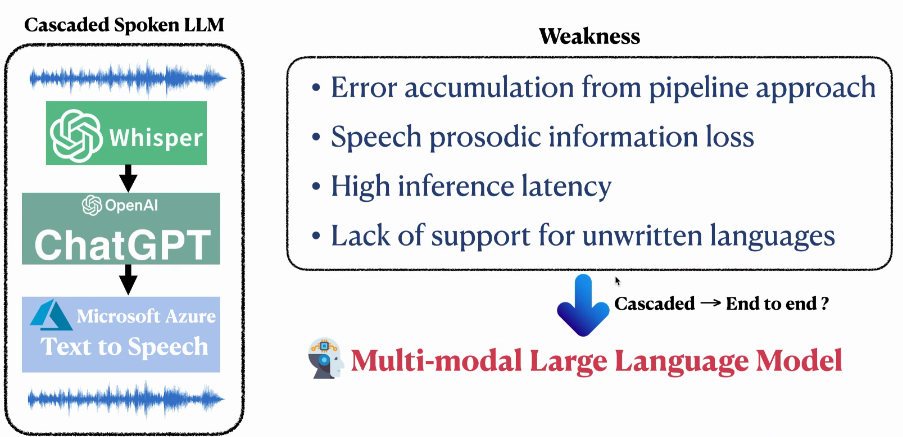 Cascaded Spoken LLM
Whisper
OpenAI
ChatGPT
Microsoft Azure
Text to Speech
Weakness
• Error accumulation from pipeline approach
• Speech prosodic information loss
• High inference latency
• Lack of support for unwritten languages
Cascaded → End to end ?
Multi-modal Large Language Model